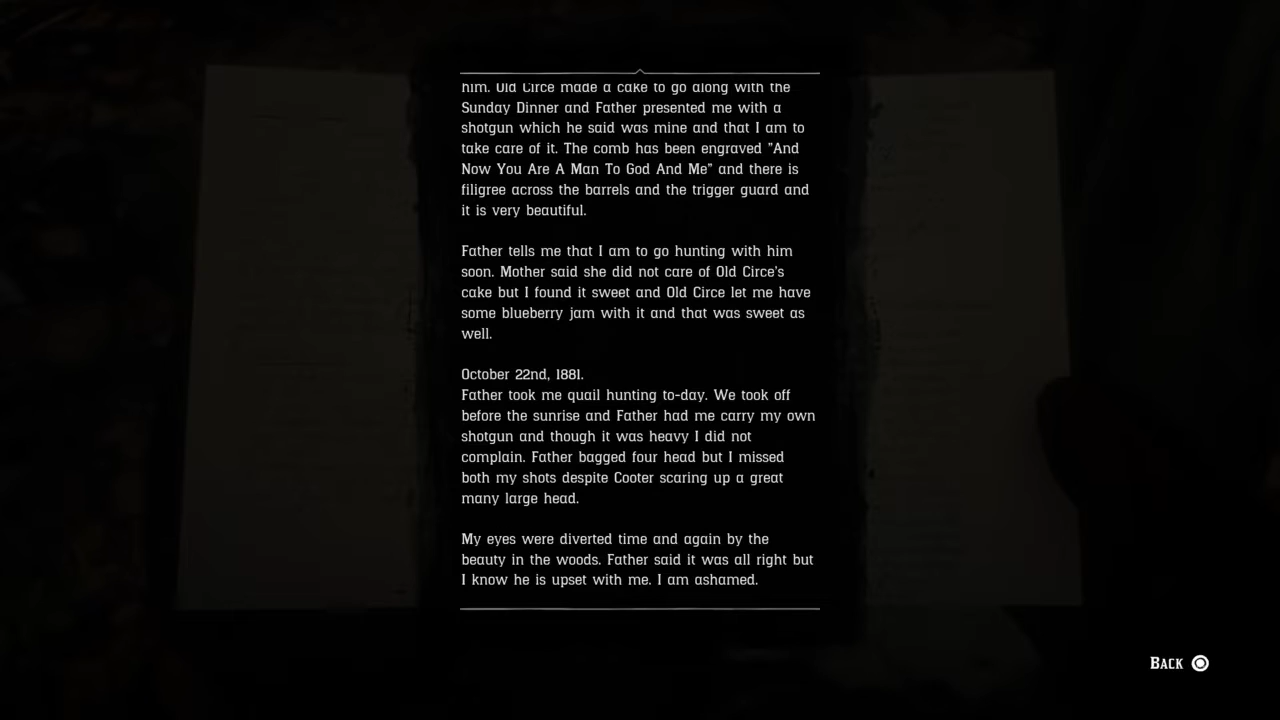 him. Old Circe made a cake to go along with the
Sunday Dinner and Father presented me with a
shotgun which he said was mine and that I am to
take care of it. The comb has been engraved "And
Now You Are A Man To God And Me" and there is
filigree across the barrels and the trigger guard and
it is very beautiful.
Father tells me that I am to go hunting with him
soon. Mother said she did not care of Old Circe's
cake but I found it sweet and Old Circe let me have
some blueberry jam with it and that was sweet as
well.
October 22nd, 1881.
Father took me quail hunting to-day. We took off
before the sunrise and Father had me carry my own
shotgun and though it was heavy I did not
complain. Father bagged four head but I missed
both my shots despite Cooter scaring up a great
many large head.
My eyes were diverted time and again by the
beauty in the woods. Father said it was all right but
I know he is upset with me. I am ashamed.
Back